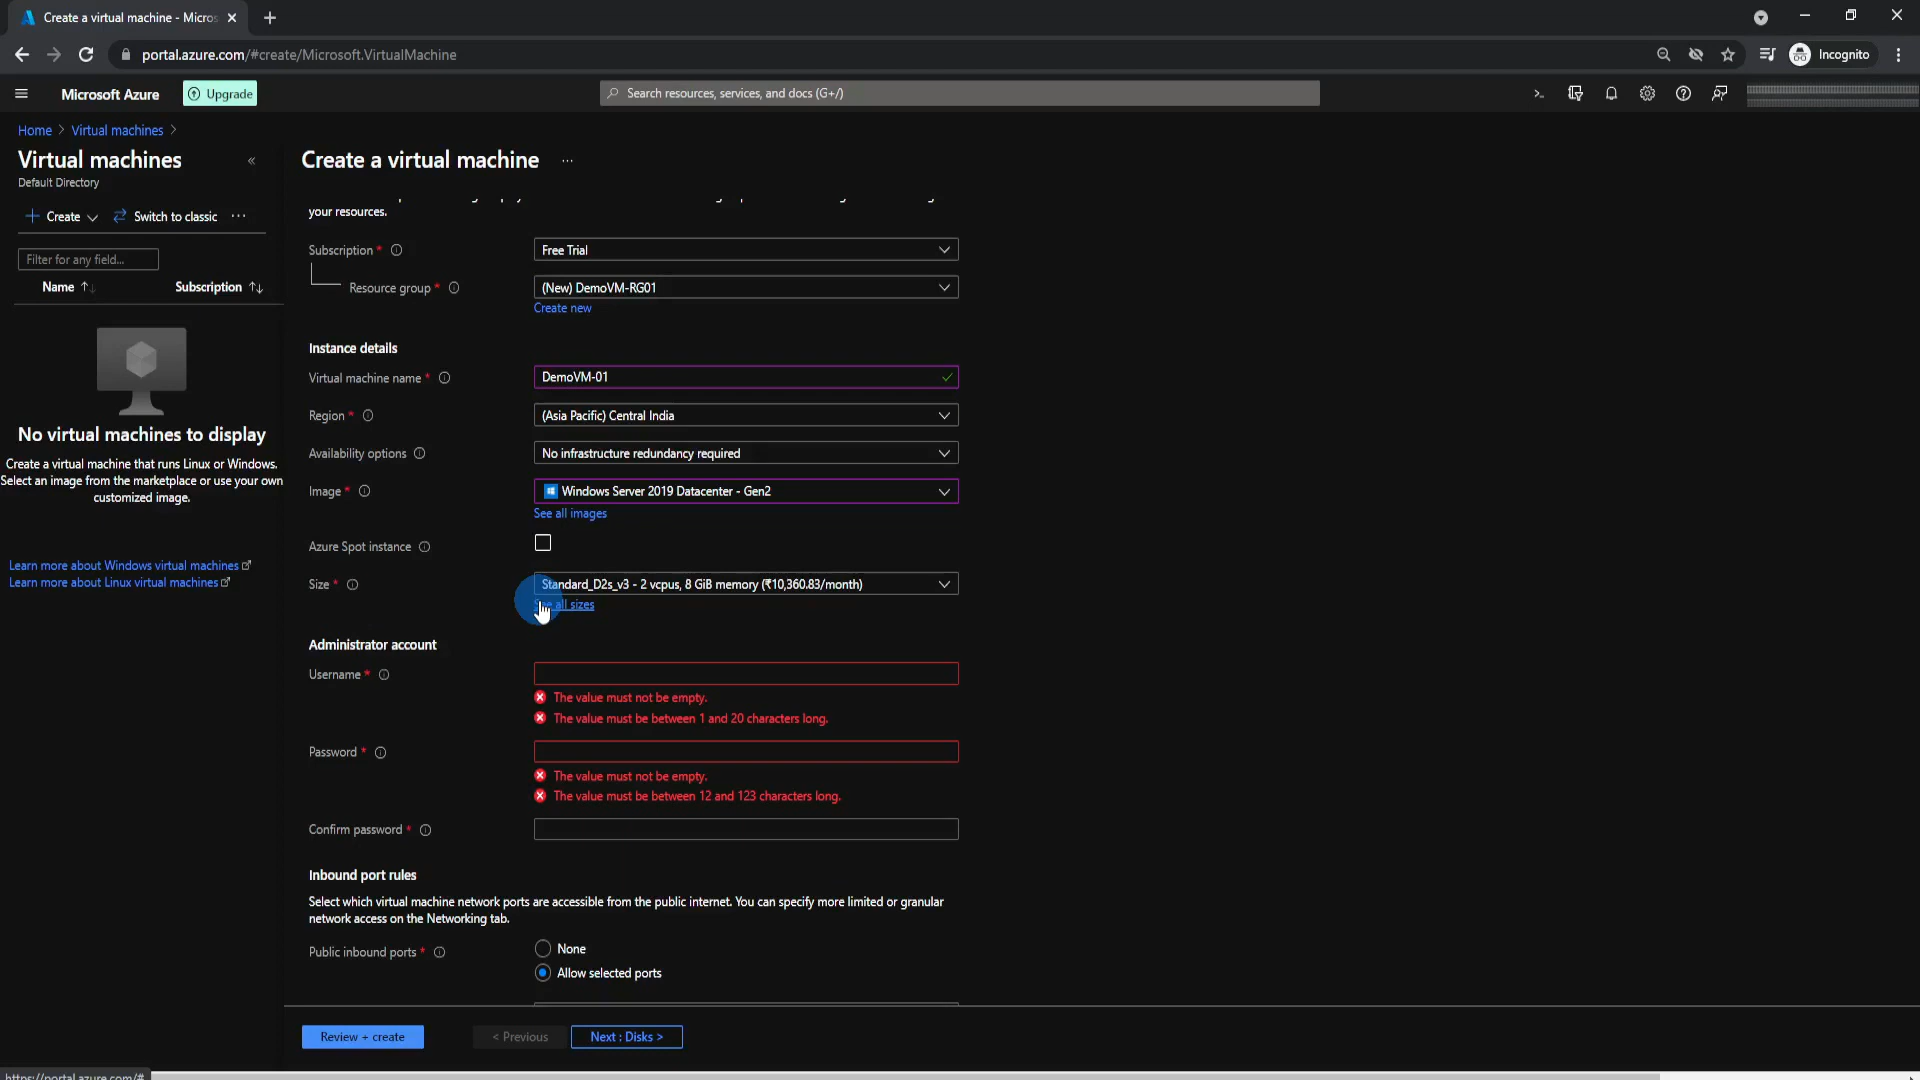 Create a virtual machine - Micros
portal.azure.com/#create/Microsoft.VirtualMachine
Incognito
Microsoft Azure
Upgrade
Search resources, services, and docs (G+/)
Home > Virtual machines >
Virtual machines
Default Directory
Create
Switch to classic
Filter for any field...
Name
Subscription
No virtual machines to display
Create a virtual machine that runs Linux or Windows.
Select an image from the marketplace or use your own
customized image.
Learn more about Windows virtual machines
Learn more about Linux virtual machines
Create a virtual machine
your resources.
Subscription *
Free Trial
Resource group *
(New) DemoVM-RG01
Create new
Instance details
Virtual machine name *
DemoVM-01
Region *
(Asia Pacific) Central India
Availability options
No infrastructure redundancy required
Image *
Windows Server 2019 Datacenter - Gen2
See all images
Azure Spot instance
Size *
Standard_D2s_v3 - 2 vcpus, 8 GiB memory (₹10,360.83/month)
See all sizes
Administrator account
Username *
The value must not be empty.
The value must be between 1 and 20 characters long.
Password *
The value must not be empty.
The value must be between 12 and 123 characters long.
Confirm password *
Inbound port rules
Select which virtual machine network ports are accessible from the public internet. You can specify more limited or granular
network access on the Networking tab.
Public inbound ports *
None
Allow selected ports
Review + create
< Previous
Next : Disks >
https://portal.azure.com/#